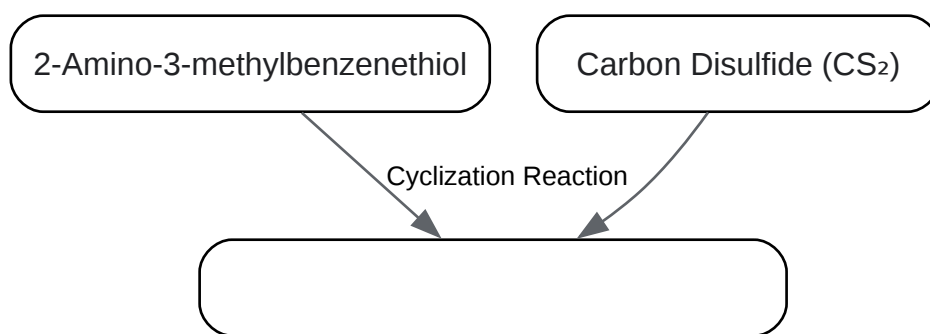 2-Amino-3-methylbenzenethiol
Carbon Disulfide (CS₂)
Cyclization Reaction